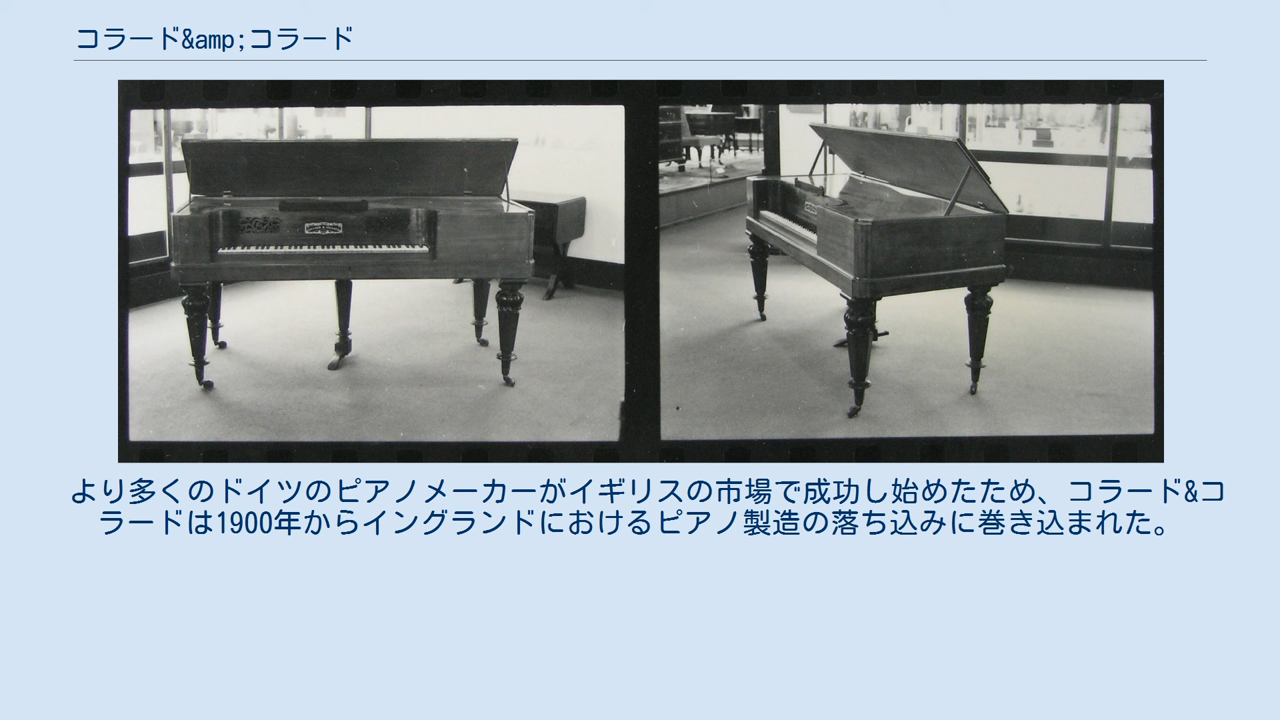 コラード&amp;コラード
より多くのドイツのピアノメーカーがイギリスの市場で成功し始めたため、コラード&コ
ラードは1900年からイングランドにおけるピアノ製造の落ち込みに巻き込まれた。